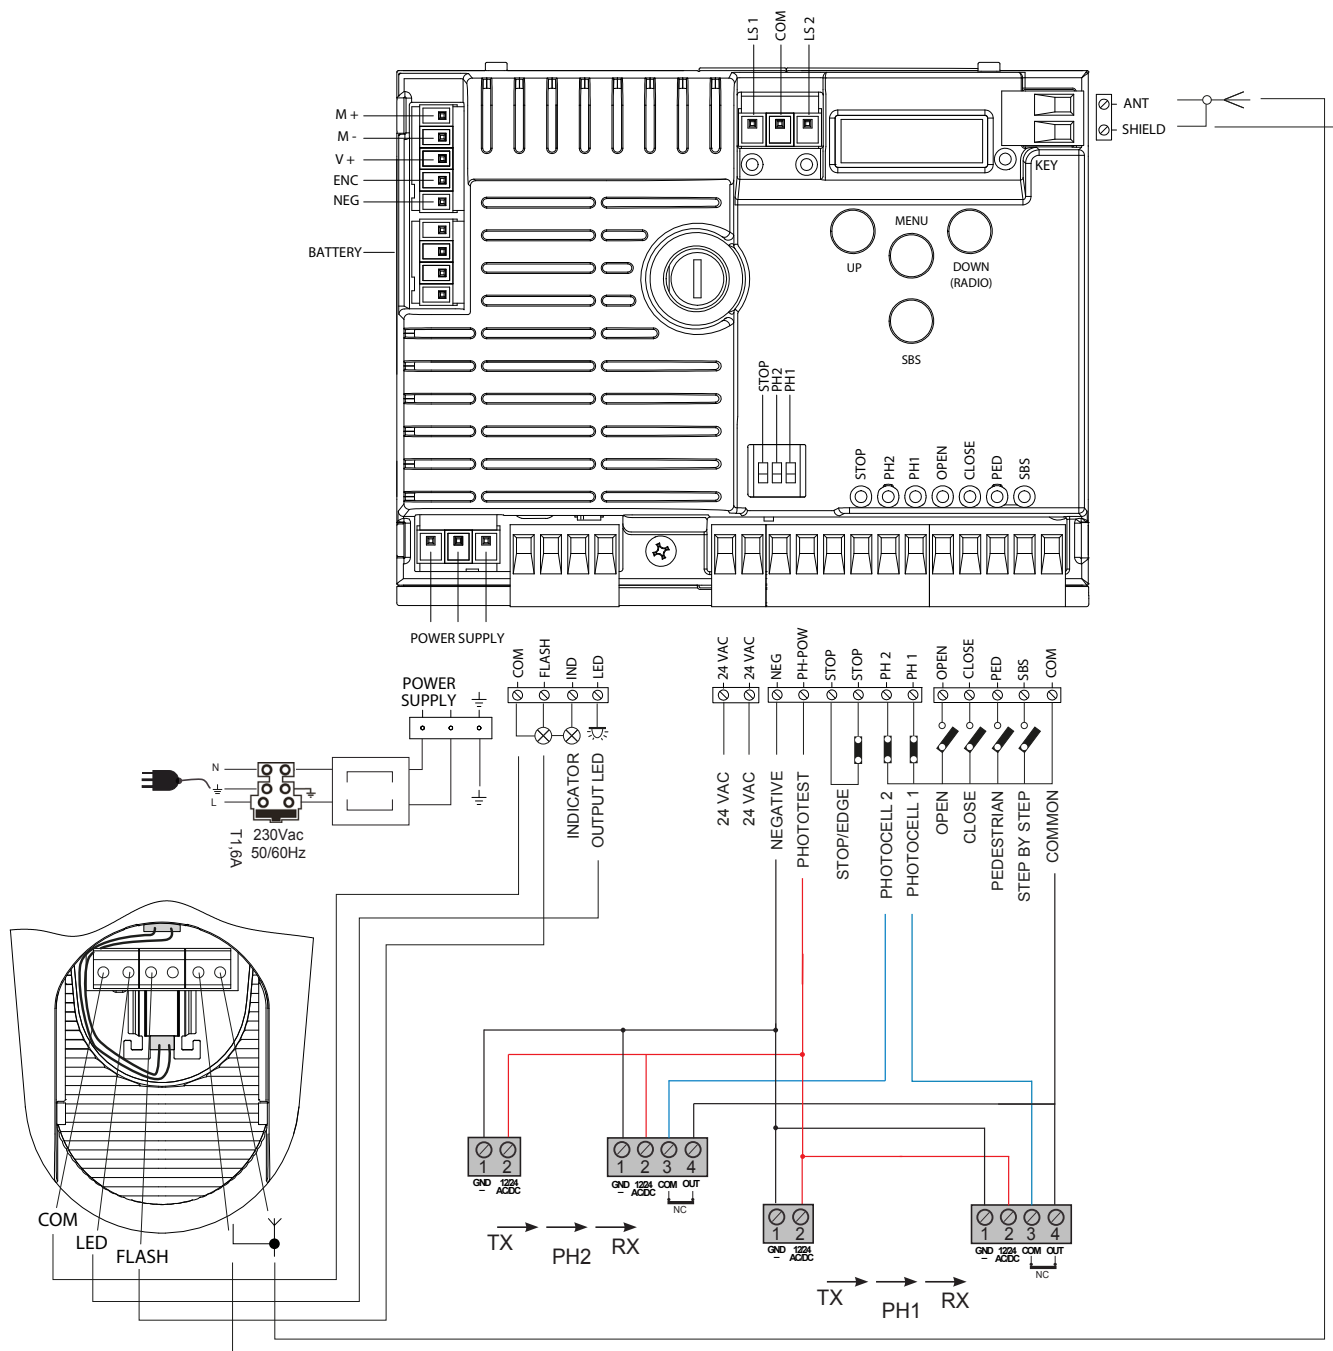 LS 1
COM
LS 2
M +
M -
V +
ENC
NEG
BATTERY
ANT
SHIELD
KEY
MENU
UP
DOWN
(RADIO)
SBS
STOP
PH2
PH1
STOP
PH2
PH1
OPEN
CLOSE
PED
SBS
POWER SUPPLY
COM
FLASH
IND
LED
24 VAC
24 VAC
NEG
PH-POW
STOP
STOP
PH 2
PH 1
OPEN
CLOSE
PED
SBS
COM
POWER
SUPPLY
N
L
T1,6A
230Vac
50/60Hz
INDICATOR
OUTPUT LED
24 VAC
24 VAC
NEGATIVE
PHOTOTEST
STOP/EDGE
PHOTOCELL 2
PHOTOCELL 1
OPEN
CLOSE
PEDESTRIAN
STEP BY STEP
COMMON
COM
LED
FLASH
1 2
GND
–
12/24
AC/DC
1 2 3 4
GND
–
12/24
AC/DC
COM
OUT
NC
TX
PH2
RX
1 2
GND
–
12/24
AC/DC
1 2 3 4
GND
–
12/24
AC/DC
COM
OUT
NC
TX
PH1
RX